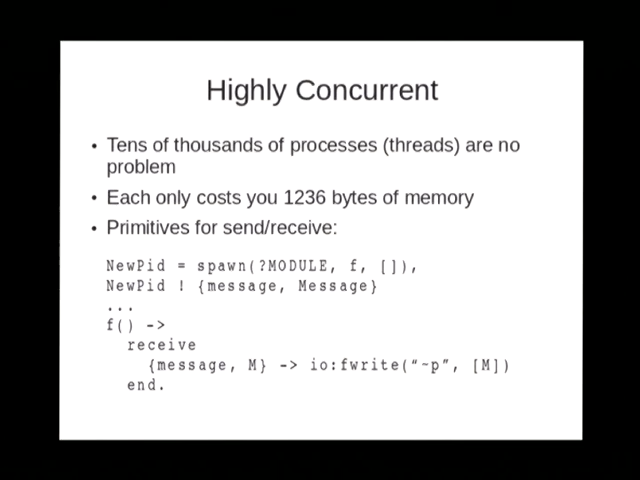 Highly Concurrent
• Tens of thousands of processes (threads) are no
problem
• Each only costs you 1236 bytes of memory
• Primitives for send/receive:
NewPid = spawn(?MODULE, f, []),
NewPid ! {message, Message}
...
f() ->
receive
{message, M} -> io:fwrite(“~p”, [M])
end.